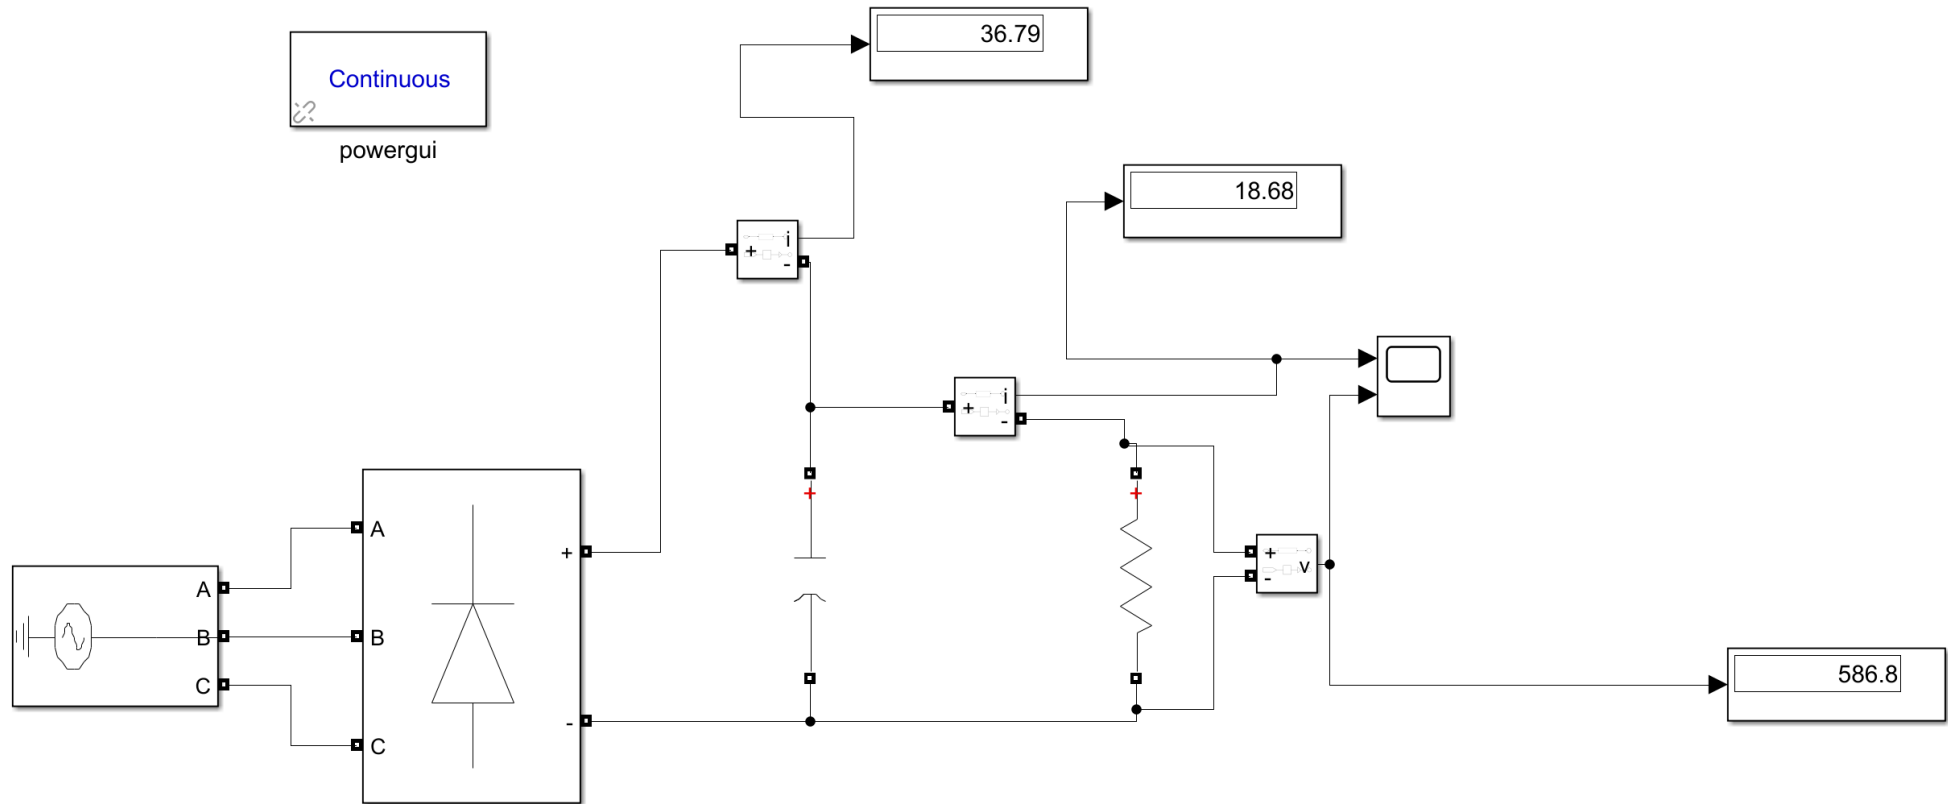 36.79
Continuous
powergui
18.68
i
+
-
i
+
-
+
+
A
+
A
+
v
-
B
B
586.8
C
-
C